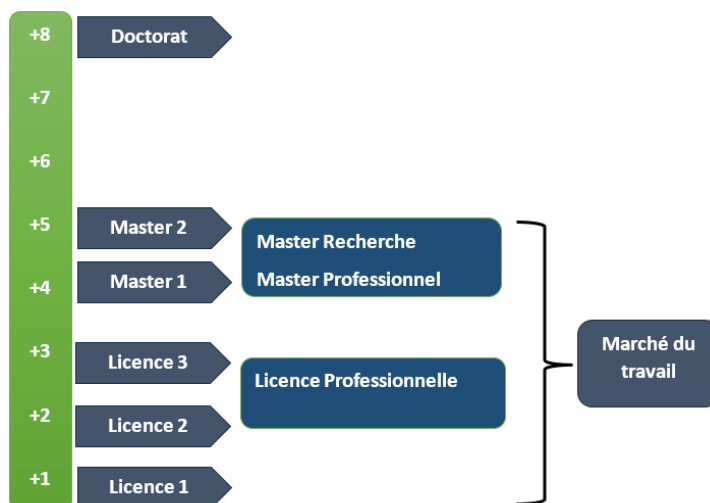 +8
Doctorat
+7
+6
+5
Master 2
Master Recherche
Master Professionnel
+4
Master 1
+3
Licence 3
Licence Professionnelle
Marché du
travail
+2
Licence 2
+1
Licence 1